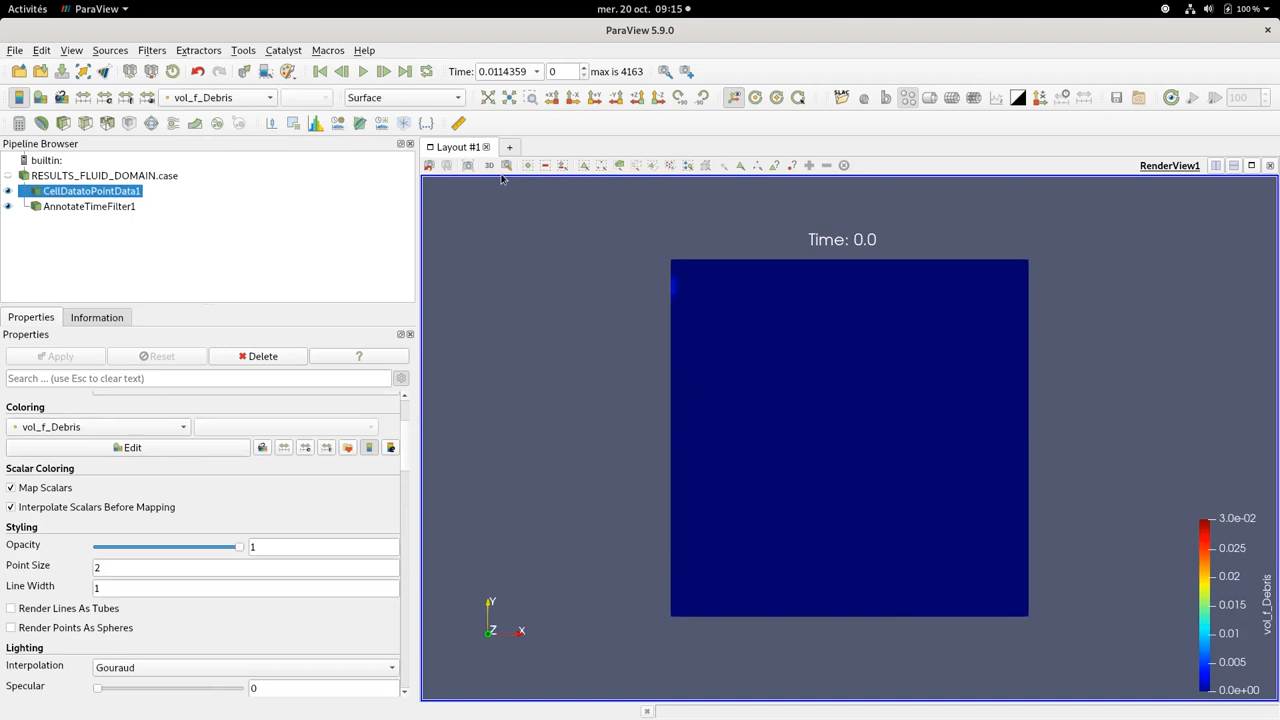 Activités ParaView mer. 20 oct. 09:15 100 %
ParaView 5.9.0
File Edit View Sources Filters Extractors Tools Catalyst Macros Help
Time: 0.0114359 0 max is 4163
vol_f_Debris Surface SLAC 100
Pipeline Browser
Layout #1 +
builtin:
3D RenderView1
RESULTS_FLUID_DOMAIN.case
CellDatatoPointData1
AnnotateTimeFilter1
Time: 0.0
Properties Information
Properties
Apply Reset Delete ?
Search ... (use Esc to clear text)
Coloring
vol_f_Debris
Edit
Scalar Coloring
Map Scalars
Interpolate Scalars Before Mapping
Styling
Opacity 1
Point Size 2
Line Width 1
Render Lines As Tubes
Render Points As Spheres
Lighting
Interpolation Gouraud
Specular 0
Y
Z X
3.0e-02
0.025
0.02
0.015
0.01
0.005
0.0e+00
vol_f_Debris